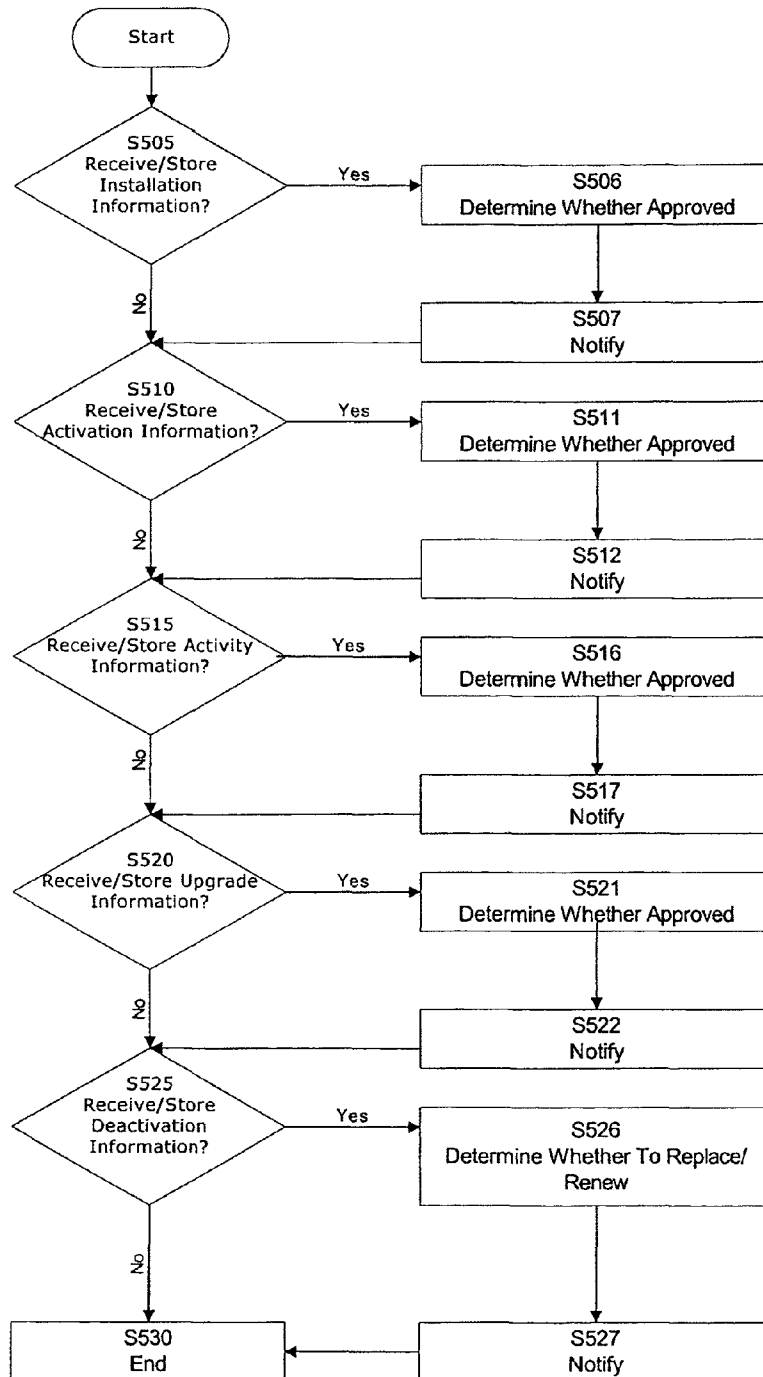 Start
S505
Receive/Store
Installation
Information?
Yes
S506
Determine Whether Approved
No
S507
Notify
S510
Receive/Store
Activation Information?
Yes
S511
Determine Whether Approved
No
S512
Notify
S515
Receive/Store Activity
Information?
Yes
S516
Determine Whether Approved
No
S517
Notify
S520
Receive/Store Upgrade
Information?
Yes
S521
Determine Whether Approved
No
S522
Notify
S525
Receive/Store
Deactivation
Information?
Yes
S526
Determine Whether To Replace/
Renew
No
S530
End
S527
Notify